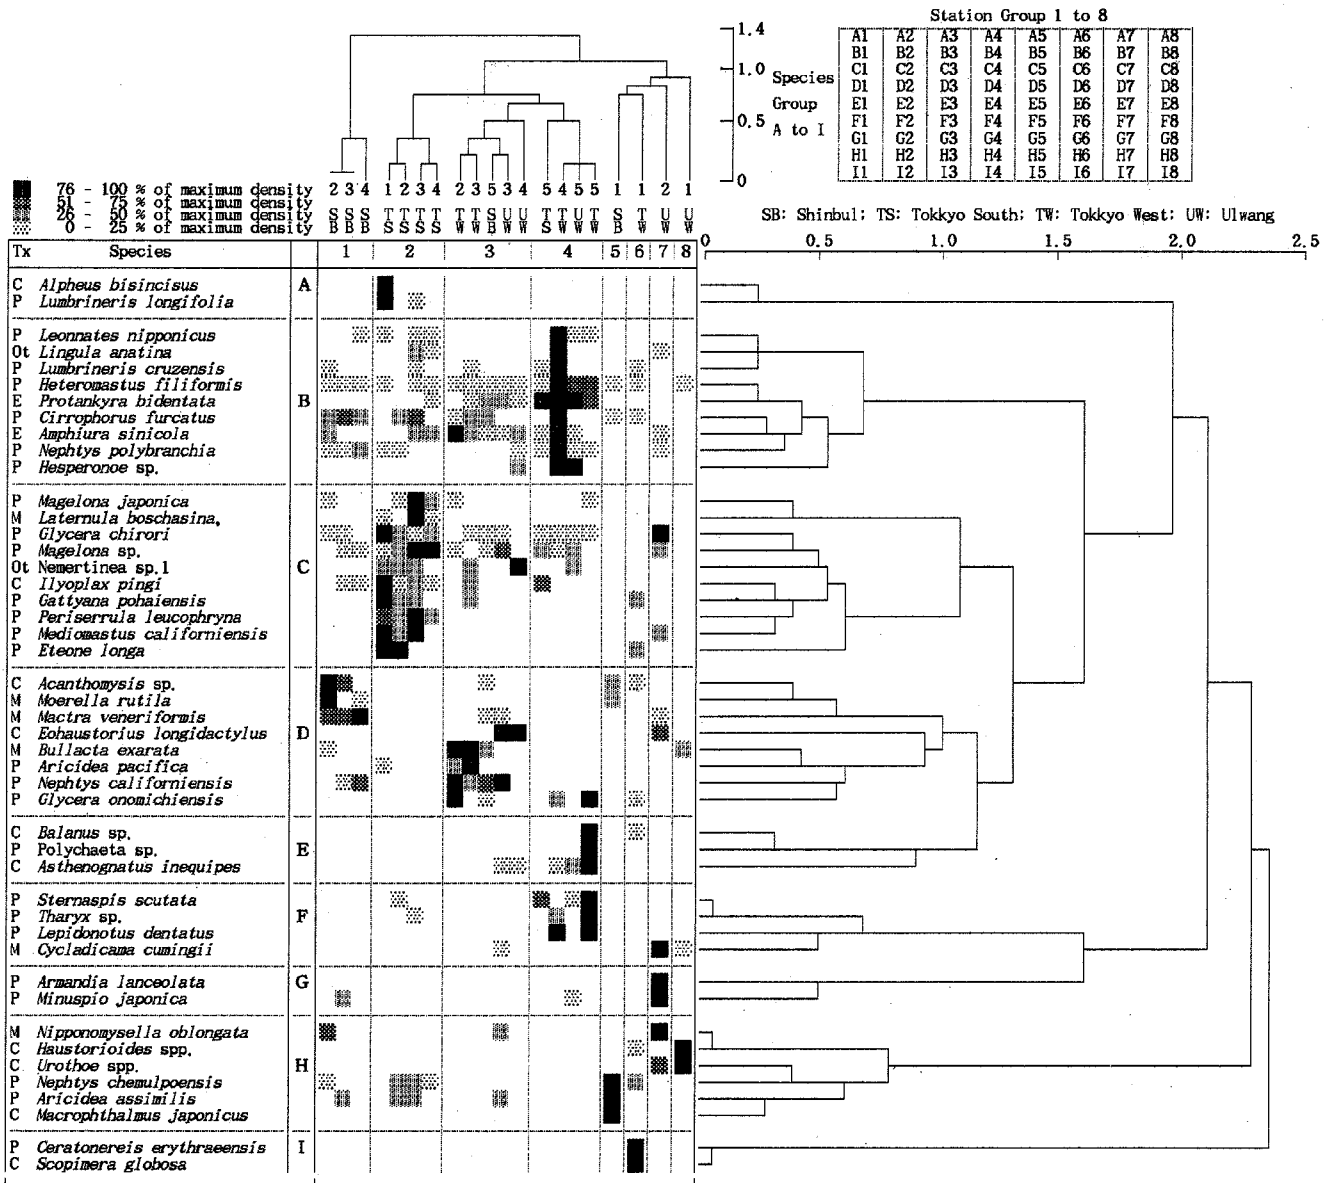 Station Group 1 to 8
1.4
1.0
0.5
0
Species
Group
A to I
A1 A2 A3 A4 A5 A6 A7 A8
B1 B2 B3 B4 B5 B6 B7 B8
C1 C2 C3 C4 C5 C6 C7 C8
D1 D2 D3 D4 D5 D6 D7 D8
E1 E2 E3 E4 E5 E6 E7 E8
F1 F2 F3 F4 F5 F6 F7 F8
G1 G2 G3 G4 G5 G6 G7 G8
H1 H2 H3 H4 H5 H6 H7 H8
I1 I2 I3 I4 I5 I6 I7 I8
76 - 100 % of maximum density
51 - 75 % of maximum density
26 - 50 % of maximum density
0 - 25 % of maximum density
2 3 4 1 2 3 4 2 3 5 3 4 5 4 5 5 1 1 2 1
S S S T T T T T T S U U T T U T S T U U
B B B S S S S W W B W W S W W W B W W W
SB: Shinbul; TS: Tokkyo South; TW: Tokkyo West; UW: Ulwang
0 0.5 1.0 1.5 2.0 2.5
Tx Species 1 2 3 4 5 6 7 8
C Alpheus bisincisus A
P Lumbrineris longifolia
P Leonnates nipponicus
Ot Lingula anatina
P Lumbrineris cruzensis
P Heteromastus filiformis
E Protankyra bidentata B
P Cirrophorus furcatus
E Amphiura sinicola
P Nephtys polybranchia
P Hesperonoe sp.
P Magelona japonica
M Laternula boschasina.
P Glycera chirori
P Magelona sp.
Ot Nemertinea sp.1 C
C Ilyoplax pingi
P Gattyana pohaiensis
P Periserrula leucophryna
P Mediomastus californiensis
P Eteone longa
C Acanthomysis sp.
M Moerella rutila
M Mactra veneriformis
C Eohaustorius longidactylus D
M Bullacta exarata
P Aricidea pacifica
P Nephtys californiensis
P Glycera onomichiensis
C Balanus sp.
P Polychaeta sp. E
C Asthenognatus inequipes
P Sternaspis scutata
P Tharyx sp. F
P Lepidonotus dentatus
M Cycladicama cumingii
P Armandia lanceolata G
P Minuspio japonica
M Nipponomysella oblongata
C Haustorioides spp.
C Urothoe spp. H
P Nephtys chemulpoensis
P Aricidea assimilis
C Macrophthalmus japonicus
P Ceratonereis erythraeensis I
C Scopimera globosa